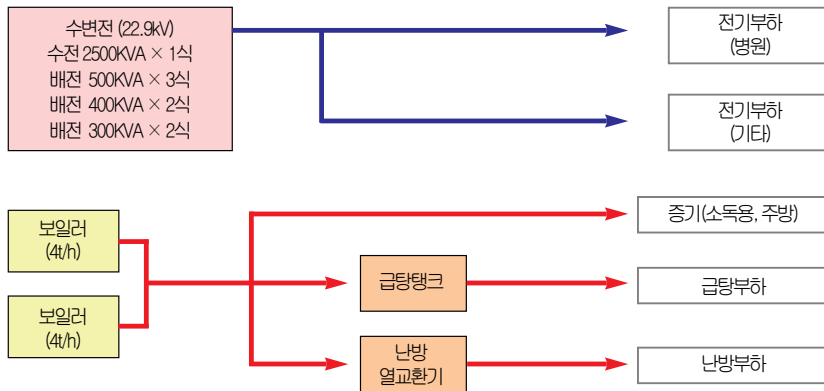 수변전 (22.9kV)
수전 2500KVA × 1식
배전 500KVA × 3식
배전 400KVA × 2식
배전 300KVA × 2식
전기부하
(병원)
전기부하
(기타)
보일러
(4t/h)
보일러
(4t/h)
증기(소독용, 주방)
급탕탱크
급탕부하
난방
열교환기
난방부하